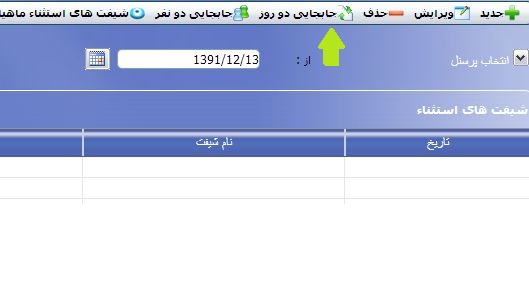 جدید ویرایش حذف جابجایی دو روز جابجایی دو نفر شیفت های استثناء
انتخاب پرسنل از : 1391/12/13
شیفت های استثناء
تاریخ نام شیفت